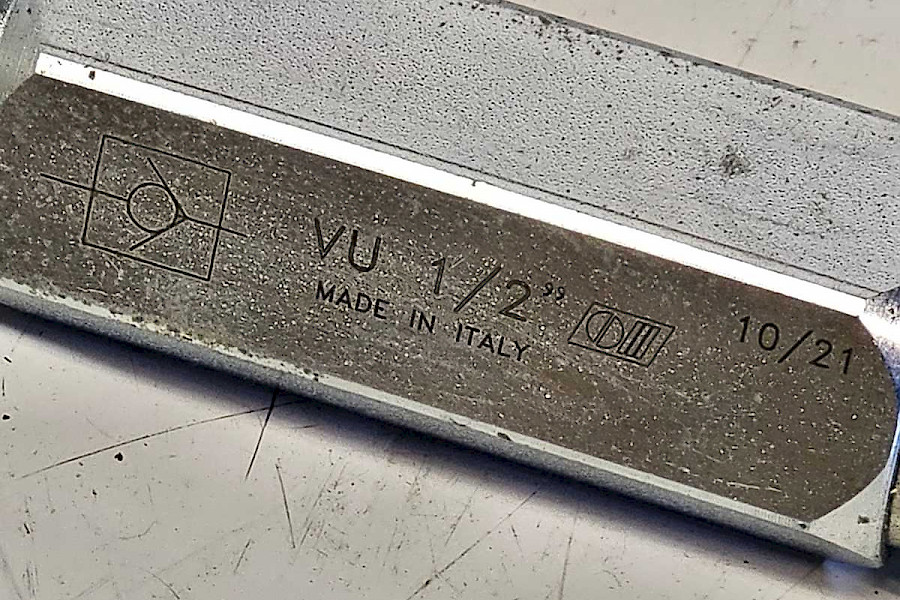 VU 1/2"
MADE IN ITALY
10/21